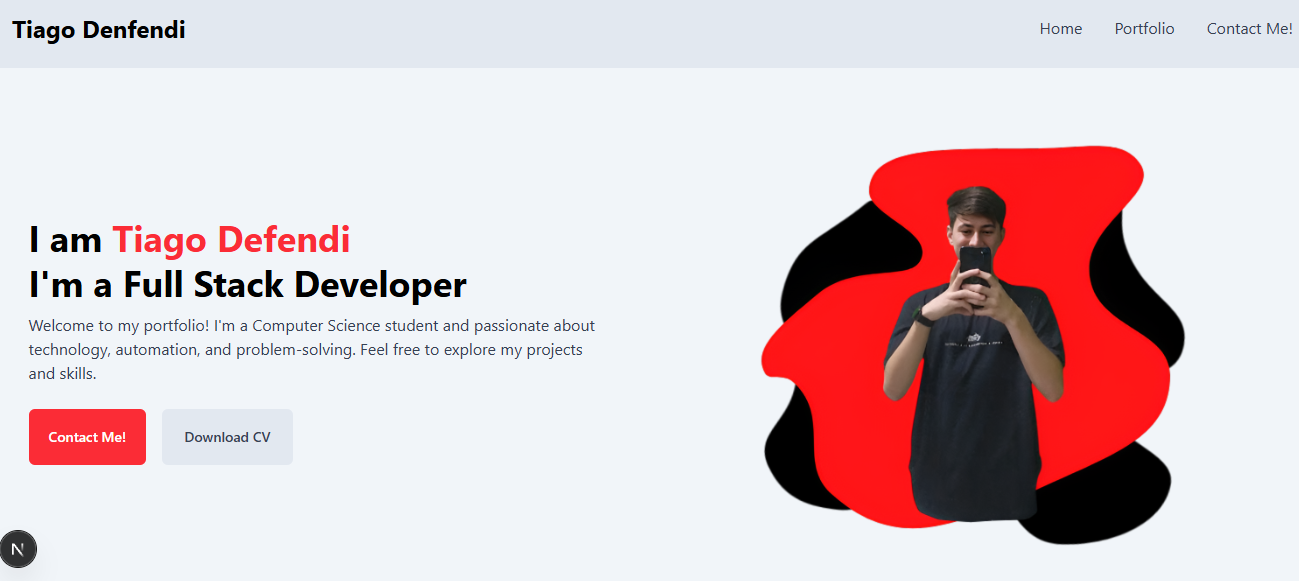 Tiago Denfendi
Home Portfolio Contact Me!
I am Tiago Defendi
I'm a Full Stack Developer
Welcome to my portfolio! I'm a Computer Science student and passionate about
technology, automation, and problem-solving. Feel free to explore my projects
and skills.
Contact Me! Download CV
N